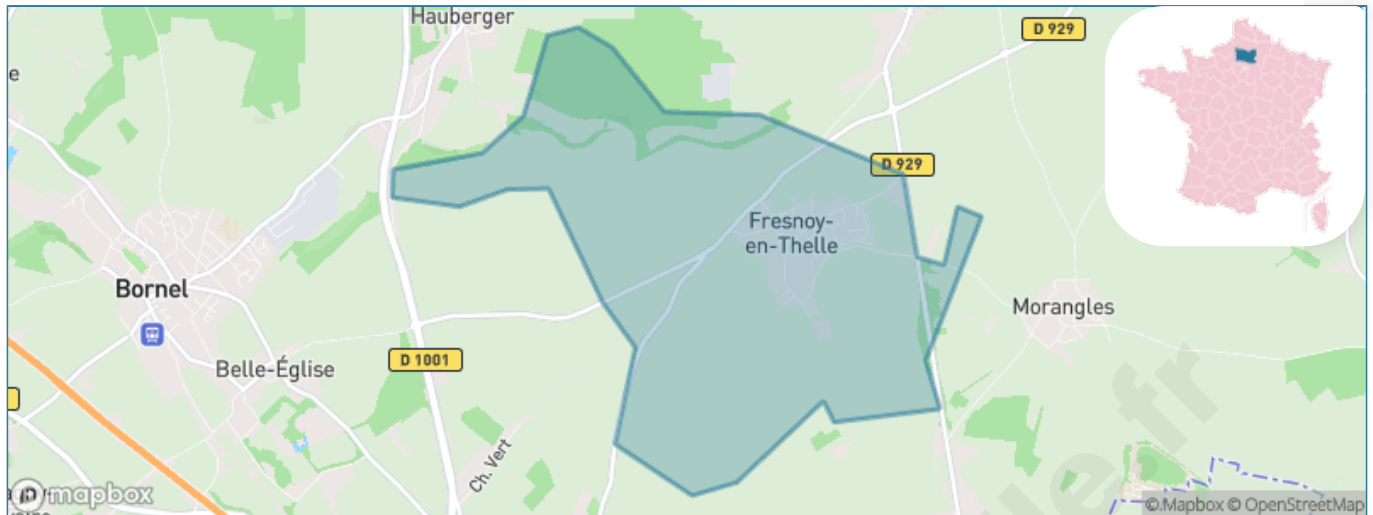 Hauberger
D 929
e
D 929
Fresnoy-
en-Thelle
Bornel
Morangles
D 1001
Belle-Église
Ch. Vert
mapbox
© Mapbox © OpenStreetMap